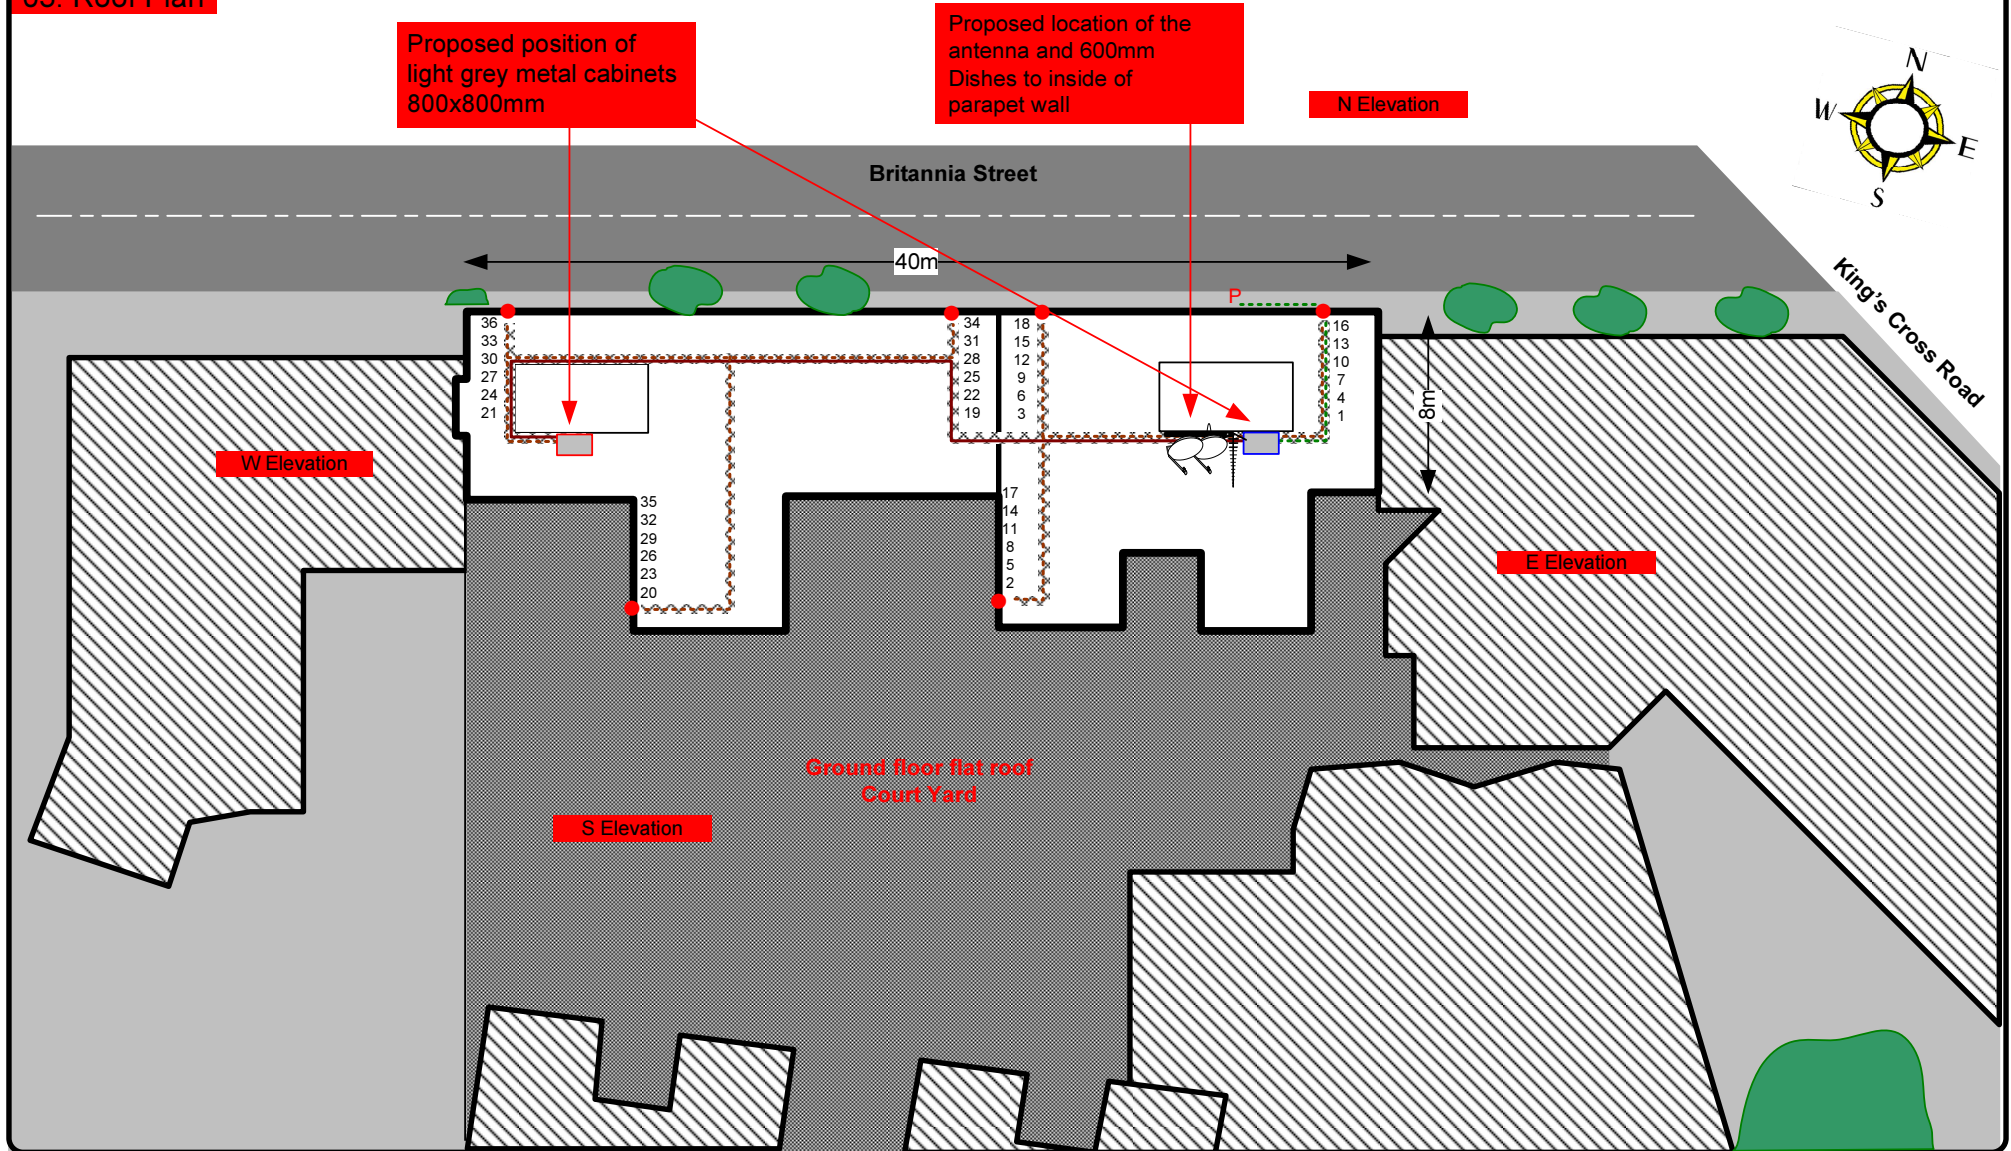 03. Roof Plan
Proposed position of
light grey metal cabinets
800x800mm
Proposed location of the
antenna and 600mm
Dishes to inside of
parapet wall
N Elevation
N
W
E
S
Britannia Street
King's Cross Road
40m
P
36
33
30
27
24
21
34
31
28
25
22
19
18
15
12
9
6
3
16
13
10
7
4
1
8m
W Elevation
35
32
29
26
23
20
17
14
11
8
5
2
E Elevation
Ground floor flat roof
Court Yard
S Elevation